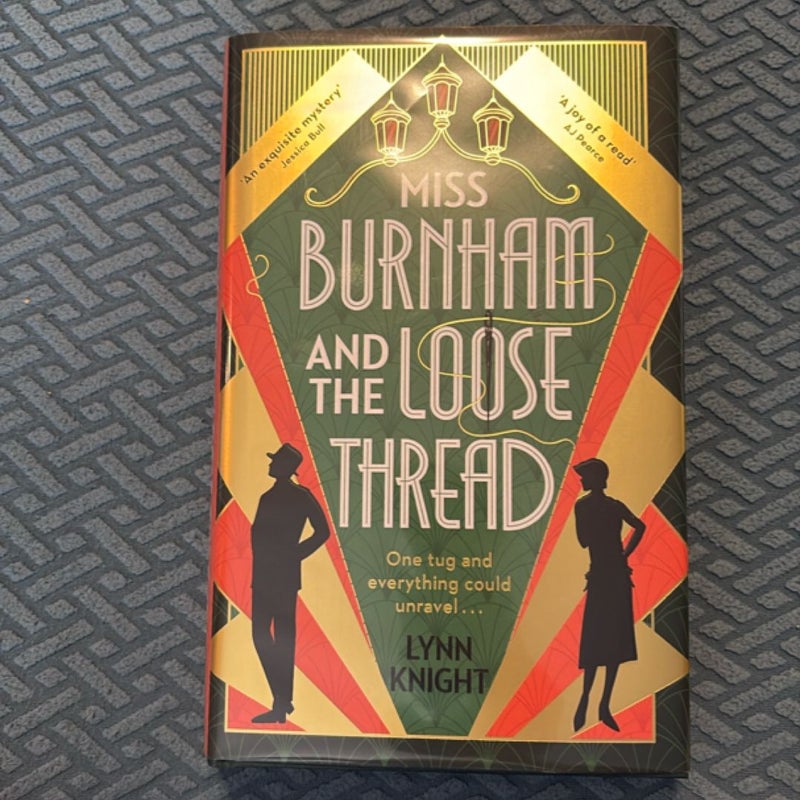 'An exquisite mystery'
Jessica Bull
'A joy of a read'
AJ Pearce
MISS
BURNHAM
AND THE LOOSE
THREAD
One tug and
everything could
unravel...
LYNN
KNIGHT